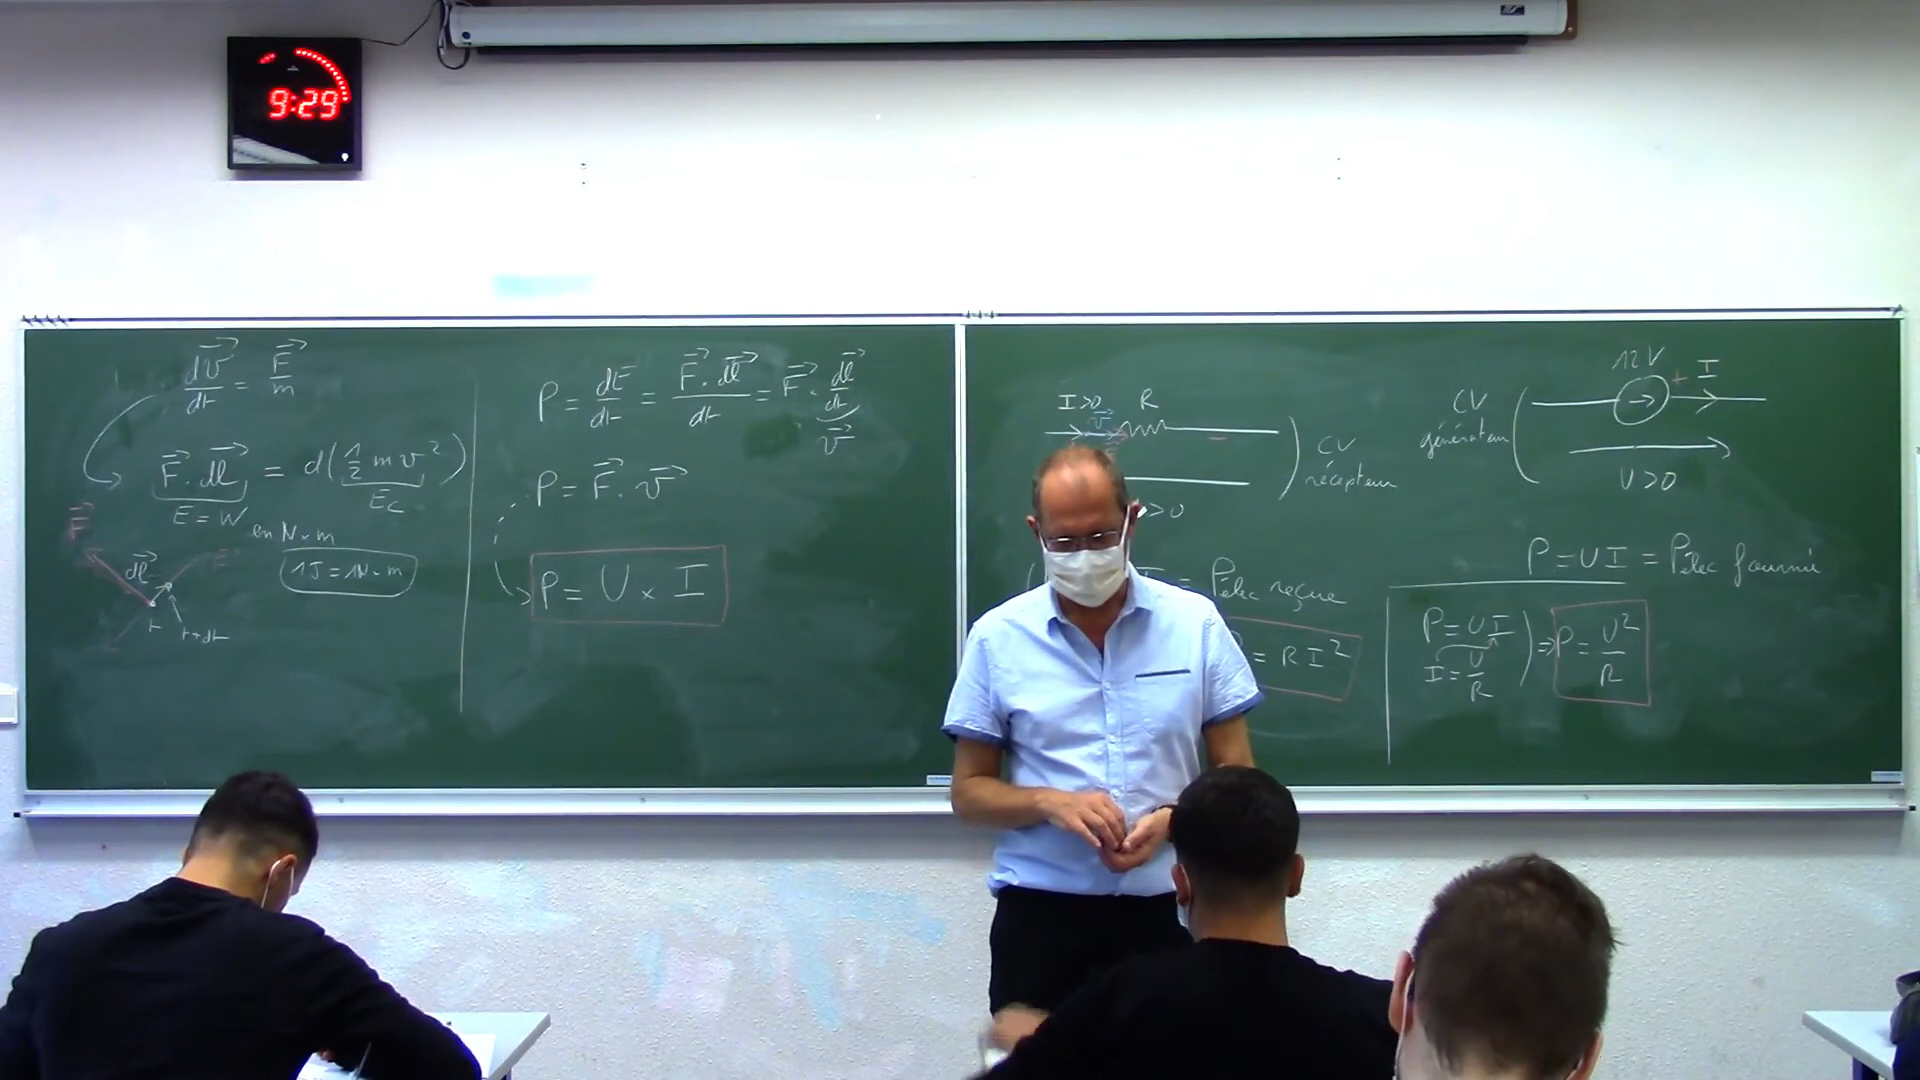 9:29
dv⃗/dt = F⃗/m
F⃗ . dl⃗ = d(1/2 m v²)
E = W
Ec
en N×m
1J = 1N·m
F⃗
dl⃗
t
t+dt
P = dE/dt = F⃗ . dl⃗/dt = F⃗ . dl⃗/dt
v⃗
P = F⃗ . v⃗
P = U × I
I>0
R
v⃗
CV
récepteur
>0
= Pélec reçue
= RI²
12V
+
I
CV
générateur
U>0
P = UI = Pélec fournie
P = UI
I = U/R
⇒ P = U²/R